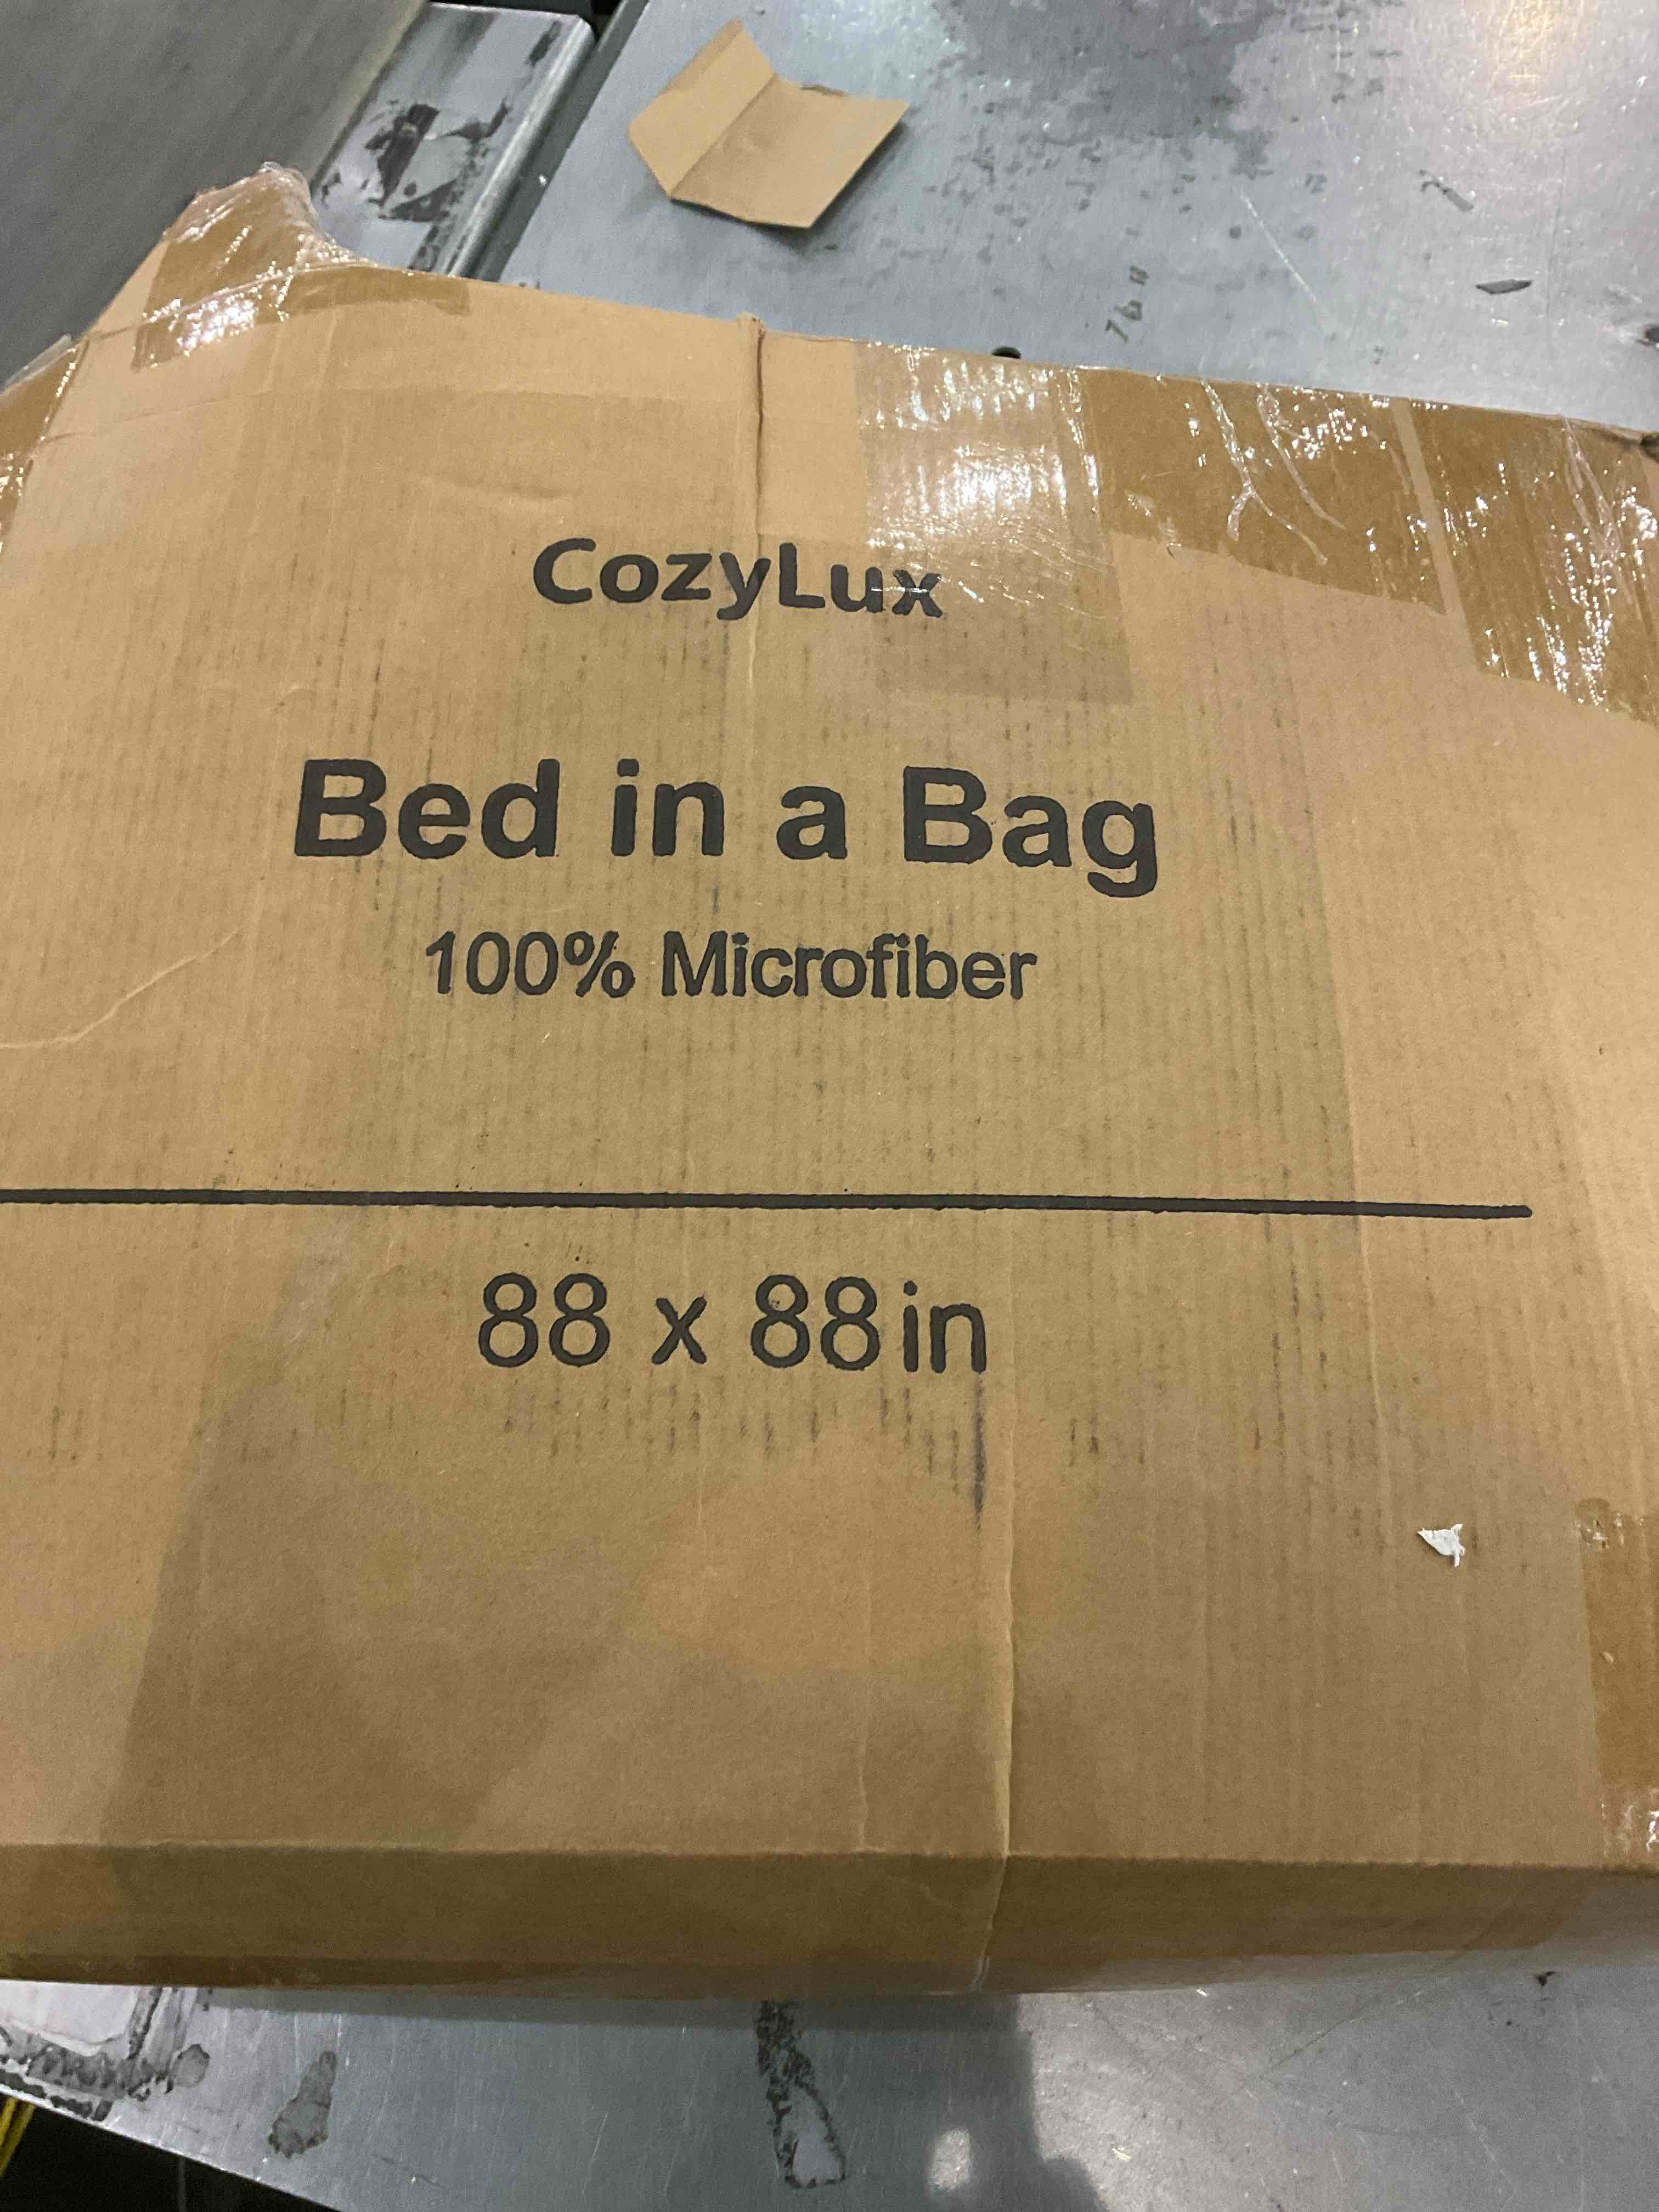 CozyLux
Bed in a Bag
100% Microfiber
88 x 88in